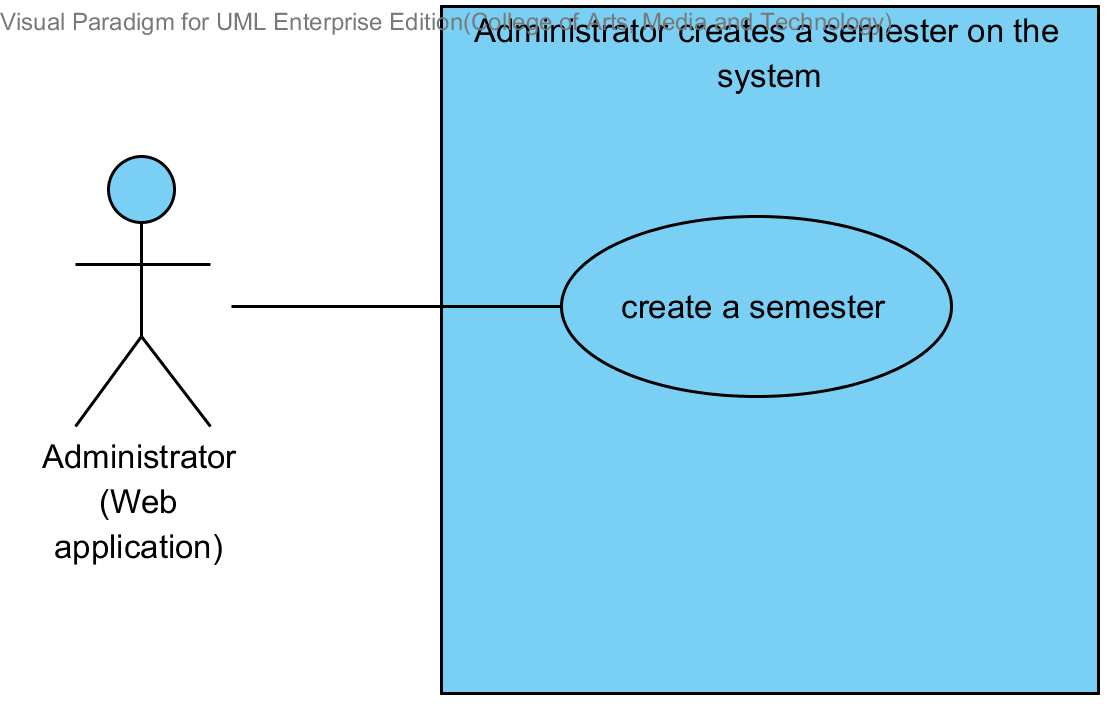 Visual Paradigm for UML Enterprise Edition(College of Arts, Media and Technology)
Administrator creates a semester on the
system
create a semester
Administrator
(Web
application)